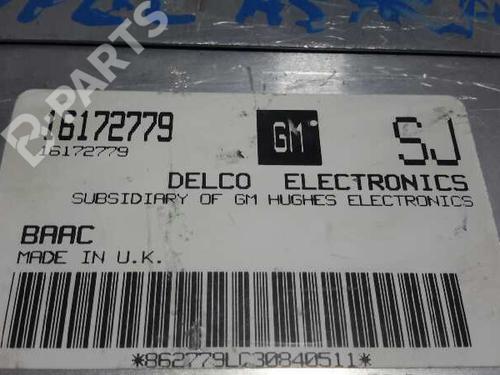 B-PARTS
16172779
16172779
GM
SJ
DELCO ELECTRONICS
SUBSIDIARY OF GM HUGHES ELECTRONICS
BAAC
MADE IN U.K.
*862779LC30840511*